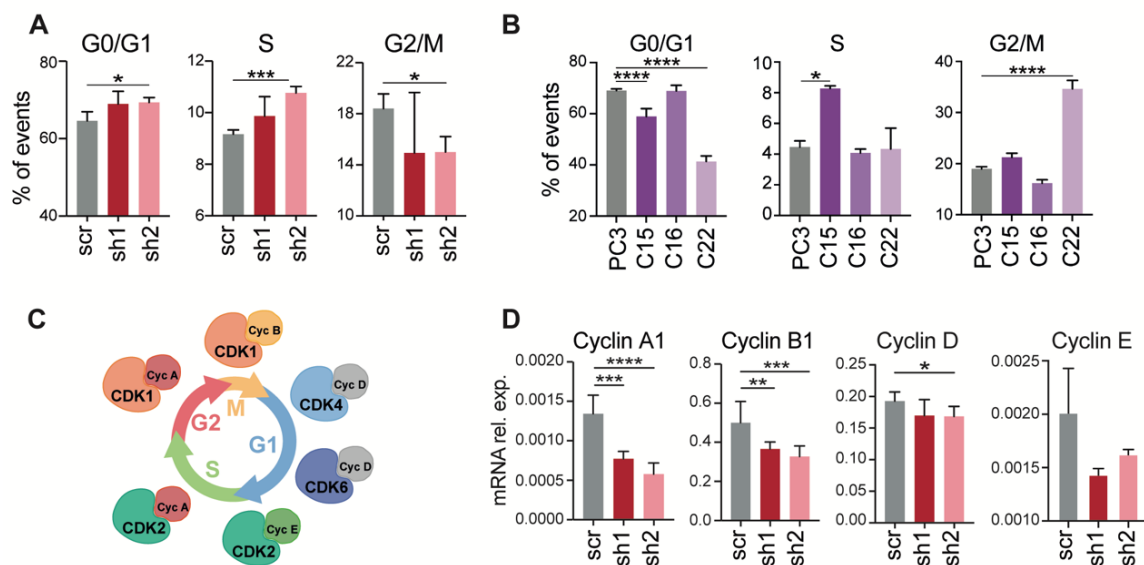 A
G0/G1
S
G2/M
% of events
80
60
40
*
12
10
8
6
***
22
18
14
10
*
scr
sh1
sh2
scr
sh1
sh2
scr
sh1
sh2
B
G0/G1
S
G2/M
% of events
80
60
40
20
****
****
10
8
6
4
2
0
*
40
30
20
10
****
PC3
C15
C16
C22
PC3
C15
C16
C22
PC3
C15
C16
C22
C
Cyc B
CDK1
Cyc A
CDK1
Cyc D
CDK4
M
G2
G1
S
Cyc D
CDK6
Cyc A
CDK2
Cyc E
CDK2
D
Cyclin A1
Cyclin B1
Cyclin D
Cyclin E
mRNA rel. exp.
0.0020
0.0015
0.0010
0.0005
0.0000
****
***
0.8
0.6
0.4
0.2
0.0
***
**
0.25
0.20
0.15
0.10
0.05
0.00
*
0.0025
0.0020
0.0015
0.0010
scr
sh1
sh2
scr
sh1
sh2
scr
sh1
sh2
scr
sh1
sh2